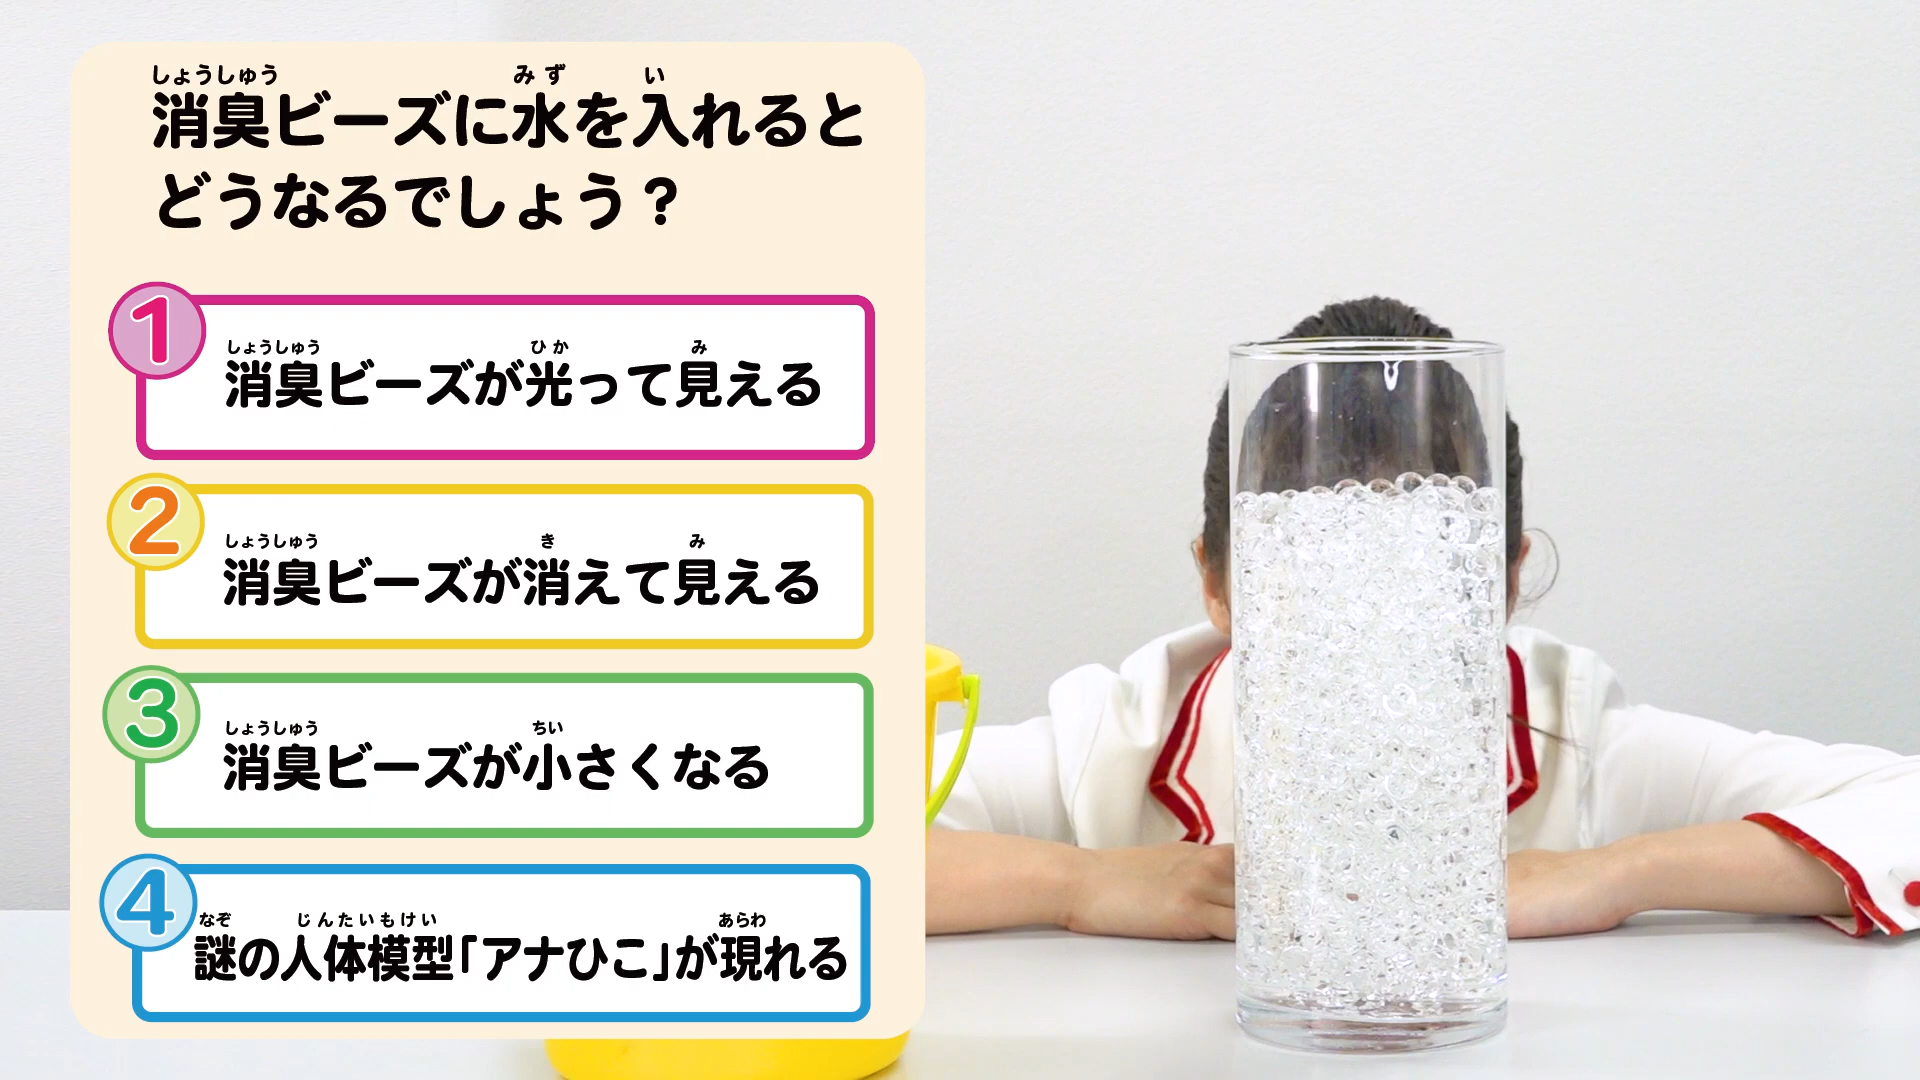 しょうしゅう みず い
消臭ビーズに水を入れると
どうなるでしょう？
1
しょうしゅう ひか み
消臭ビーズが光って見える
2
しょうしゅう き み
消臭ビーズが消えて見える
3
しょうしゅう ちい
消臭ビーズが小さくなる
4
なぞ じんたいもけい あらわ
謎の人体模型「アナひこ」が現れる